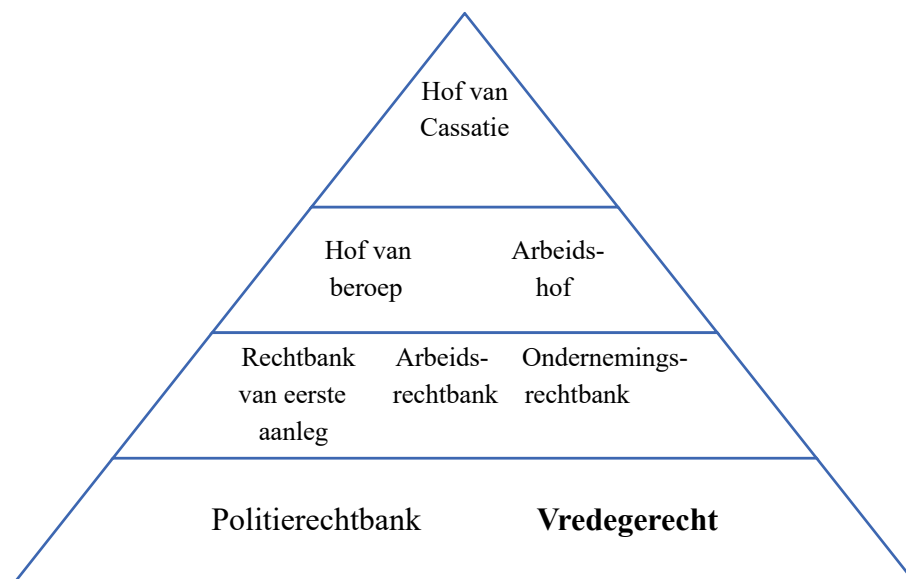 Hof van
Cassatie
Hof van
beroep
Arbeids-
hof
Rechtbank
van eerste
aanleg
Arbeids-
rechtbank
Ondernemings-
rechtbank
Politierechtbank
Vredegerecht